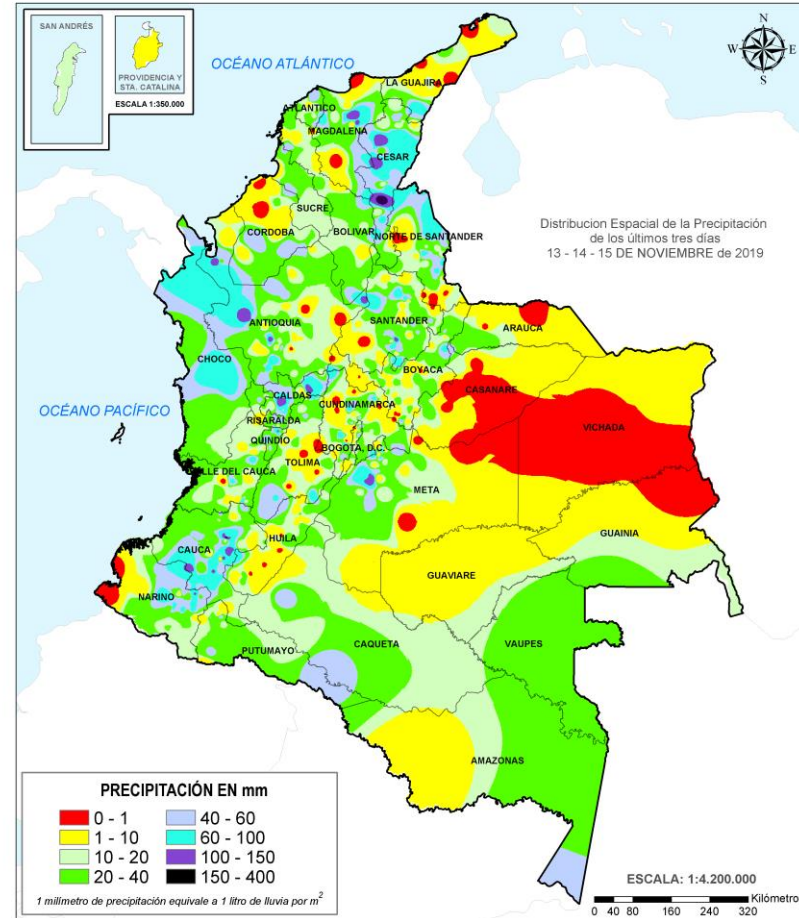 SAN ANDRÉS
PROVIDENCIA Y
STA. CATALINA
ESCALA 1:350.000
OCÉANO ATLÁNTICO
N
W E
S
LA GUAJIRA
ATLANTICO
MAGDALENA
CESAR
SUCRE
CORDOBA
BOLIVAR
NORTE DE SANTANDER
Distribucion Espacial de la Precipitación
de los últimos tres días
13 - 14 - 15 DE NOVIEMBRE de 2019
ANTIOQUIA
SANTANDER
ARAUCA
CHOCO
BOYACA
CASANARE
OCÉANO PACÍFICO
CALDAS
CUNDINAMARCA
RISARALDA
VICHADA
QUINDIO
BOGOTA, D.C.
TOLIMA
VALLE DEL CAUCA
META
GUAINIA
CAUCA
HUILA
GUAVIARE
NARINO
CAQUETA
VAUPES
PUTUMAYO
AMAZONAS
PRECIPITACIÓN EN mm
0 - 1 40 - 60
1 - 10 60 - 100
10 - 20 100 - 150
20 - 40 150 - 400
1 milímetro de precipitación equivale a 1 litro de lluvia por m²
ESCALA: 1:4.200.000
Kilómetros
0 40 80 160 240 320